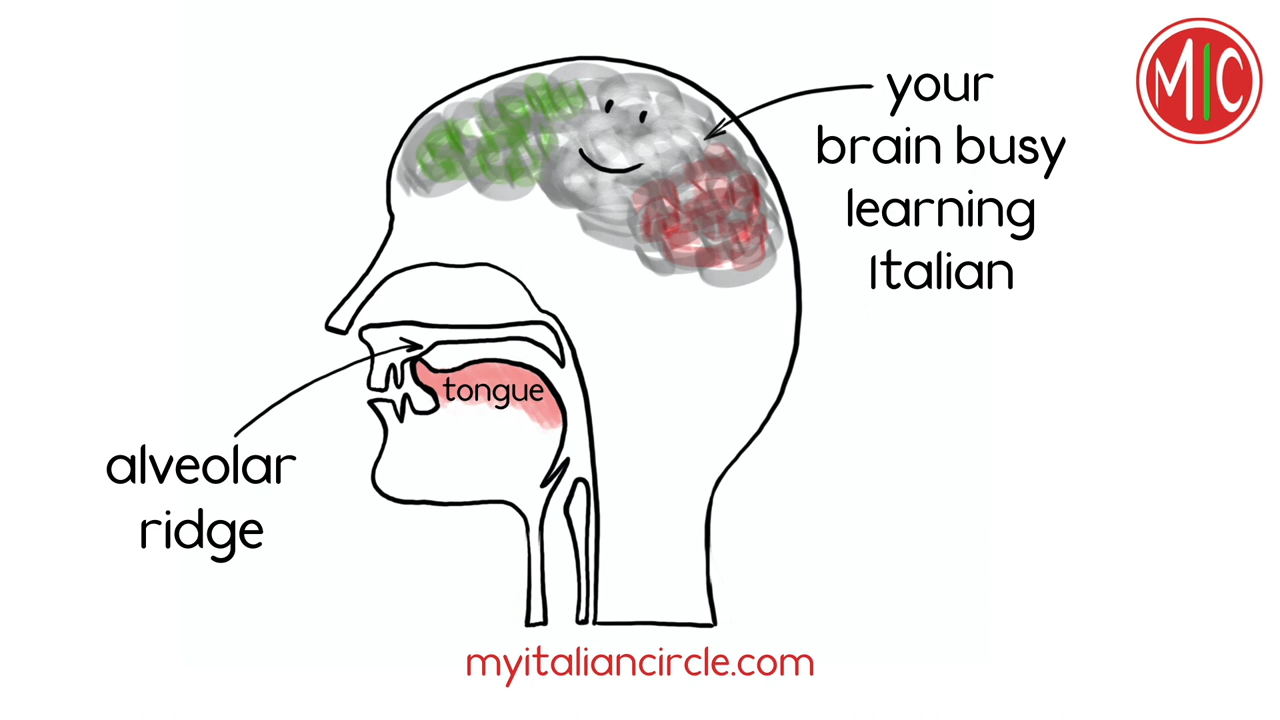 MIC
your
brain busy
learning
Italian
tongue
alveolar
ridge
myitaliancircle.com